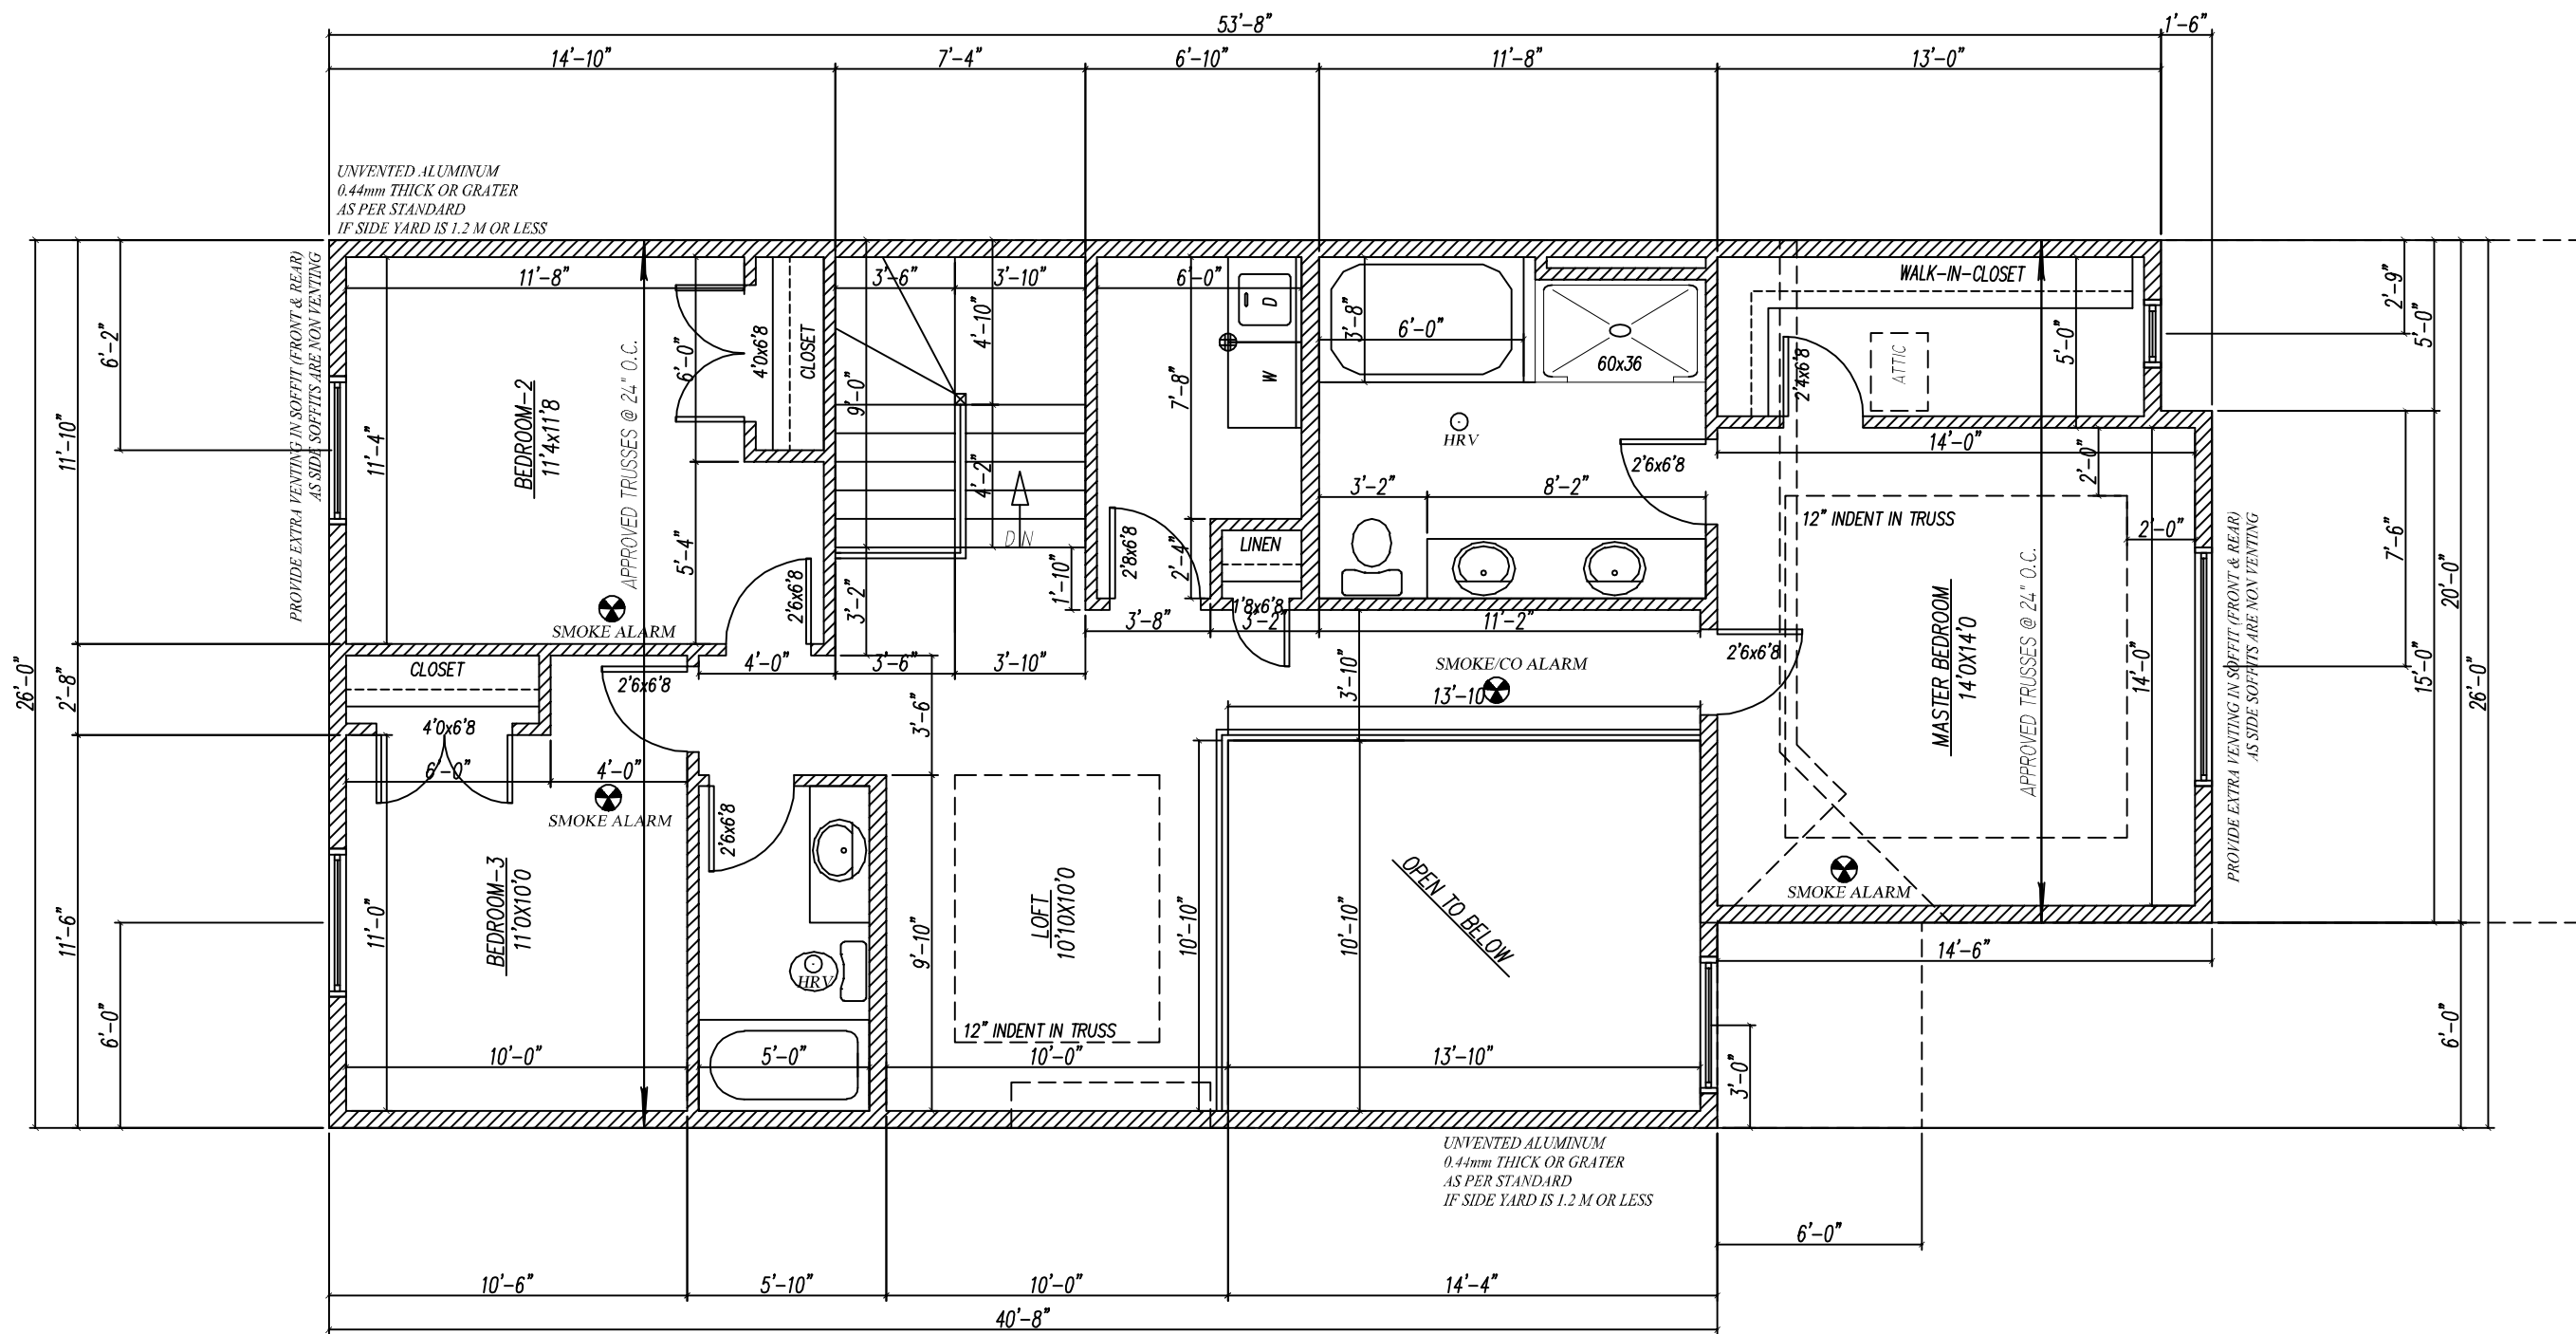 53'-8"
1'-6"
14'-10"
7'-4"
6'-10"
11'-8"
13'-0"
UNVENTED ALUMINUM
0.44mm THICK OR GRATER
AS PER STANDARD
IF SIDE YARD IS 1.2 M OR LESS
PROVIDE EXTRA VENTING IN SOFFIT (FRONT & REAR)
AS SIDE SOFFITS ARE NON VENTING
26'-0"
11'-10"
2'-8"
11'-6"
6'-2"
6'-0"
11'-8"
11'-4"
BEDROOM-2
11'4x11'8
APPROVED TRUSSES @ 24" O.C.
6'-0"
5'-4"
4'0x6'8
CLOSET
2'6x6'8
SMOKE ALARM
3'-6"
3'-10"
9'-0"
4'-10"
4'-2"
DN
3'-2"
1'-10"
6'-0"
D
W
7'-8"
2'-4"
2'8x6'8
LINEN
1'8x6'8
3'-8"
3'-2"
11'-2"
3'-8"
6'-0"
60x36
HRV
3'-2"
8'-2"
2'6x6'8
WALK-IN-CLOSET
ATTIC
2'4x6'8
5'-0"
14'-0"
2'-0"
12" INDENT IN TRUSS
2'-0"
MASTER BEDROOM
14'0X14'0
APPROVED TRUSSES @ 24" O.C.
14'-0"
2'6x6'8
SMOKE ALARM
2'-9"
5'-0"
7'-6"
20'-0"
15'-0"
26'-0"
6'-0"
PROVIDE EXTRA VENTING IN SOFFIT (FRONT & REAR)
AS SIDE SOFFITS ARE NON VENTING
CLOSET
4'0x6'8
2'6x6'8
4'-0"
3'-6"
3'-10"
6'-0"
4'-0"
SMOKE ALARM
BEDROOM-3
11'0X10'0
11'-0"
10'-0"
2'6x6'8
HRV
5'-0"
3'-6"
9'-10"
LOFT
10'10X10'0
12" INDENT IN TRUSS
10'-0"
10'-10"
SMOKE/CO ALARM
3'-10"
13'-10
10'-10"
OPEN TO BELOW
13'-10"
14'-6"
3'-0"
6'-0"
UNVENTED ALUMINUM
0.44mm THICK OR GRATER
AS PER STANDARD
IF SIDE YARD IS 1.2 M OR LESS
10'-6"
5'-10"
10'-0"
14'-4"
40'-8"